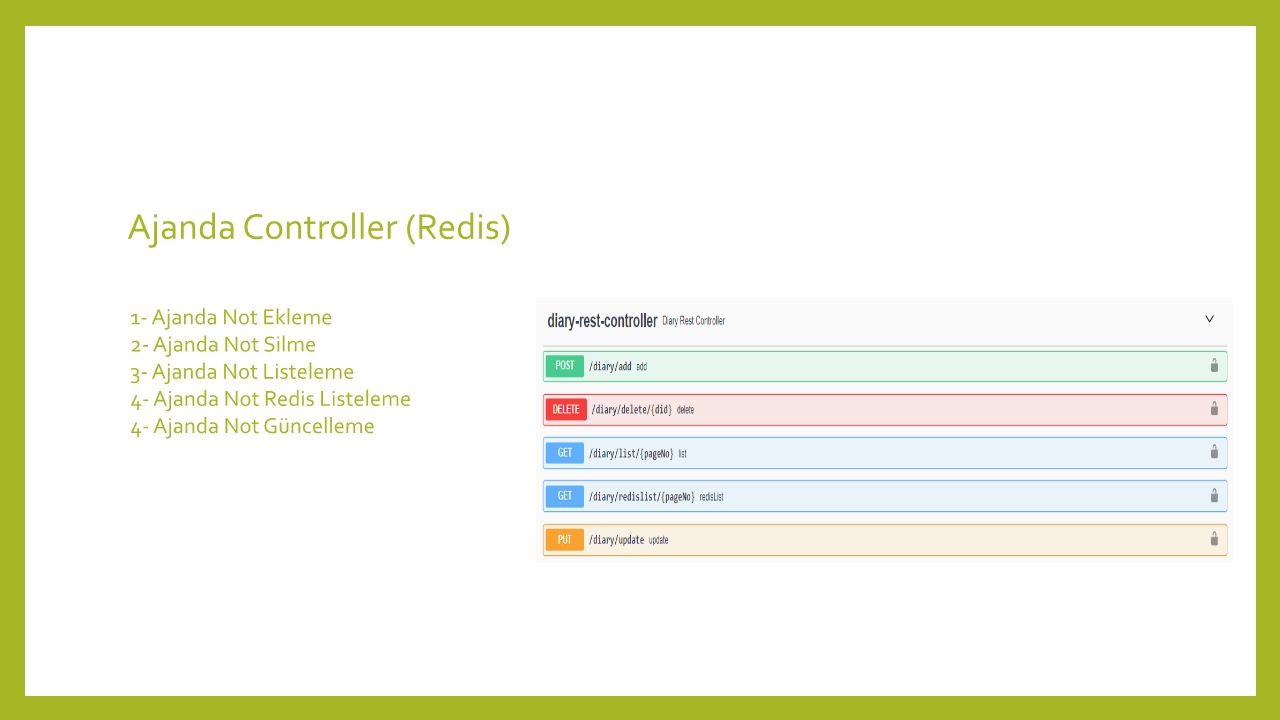 Ajanda Controller (Redis)
1- Ajanda Not Ekleme
2- Ajanda Not Silme
3- Ajanda Not Listeleme
4- Ajanda Not Redis Listeleme
4- Ajanda Not Güncelleme
diary-rest-controller Diary Rest Controller
POST /diary/add add
DELETE /diary/delete/{did} delete
GET /diary/list/{pageNo} list
GET /diary/redislist/{pageNo} redisList
PUT /diary/update update